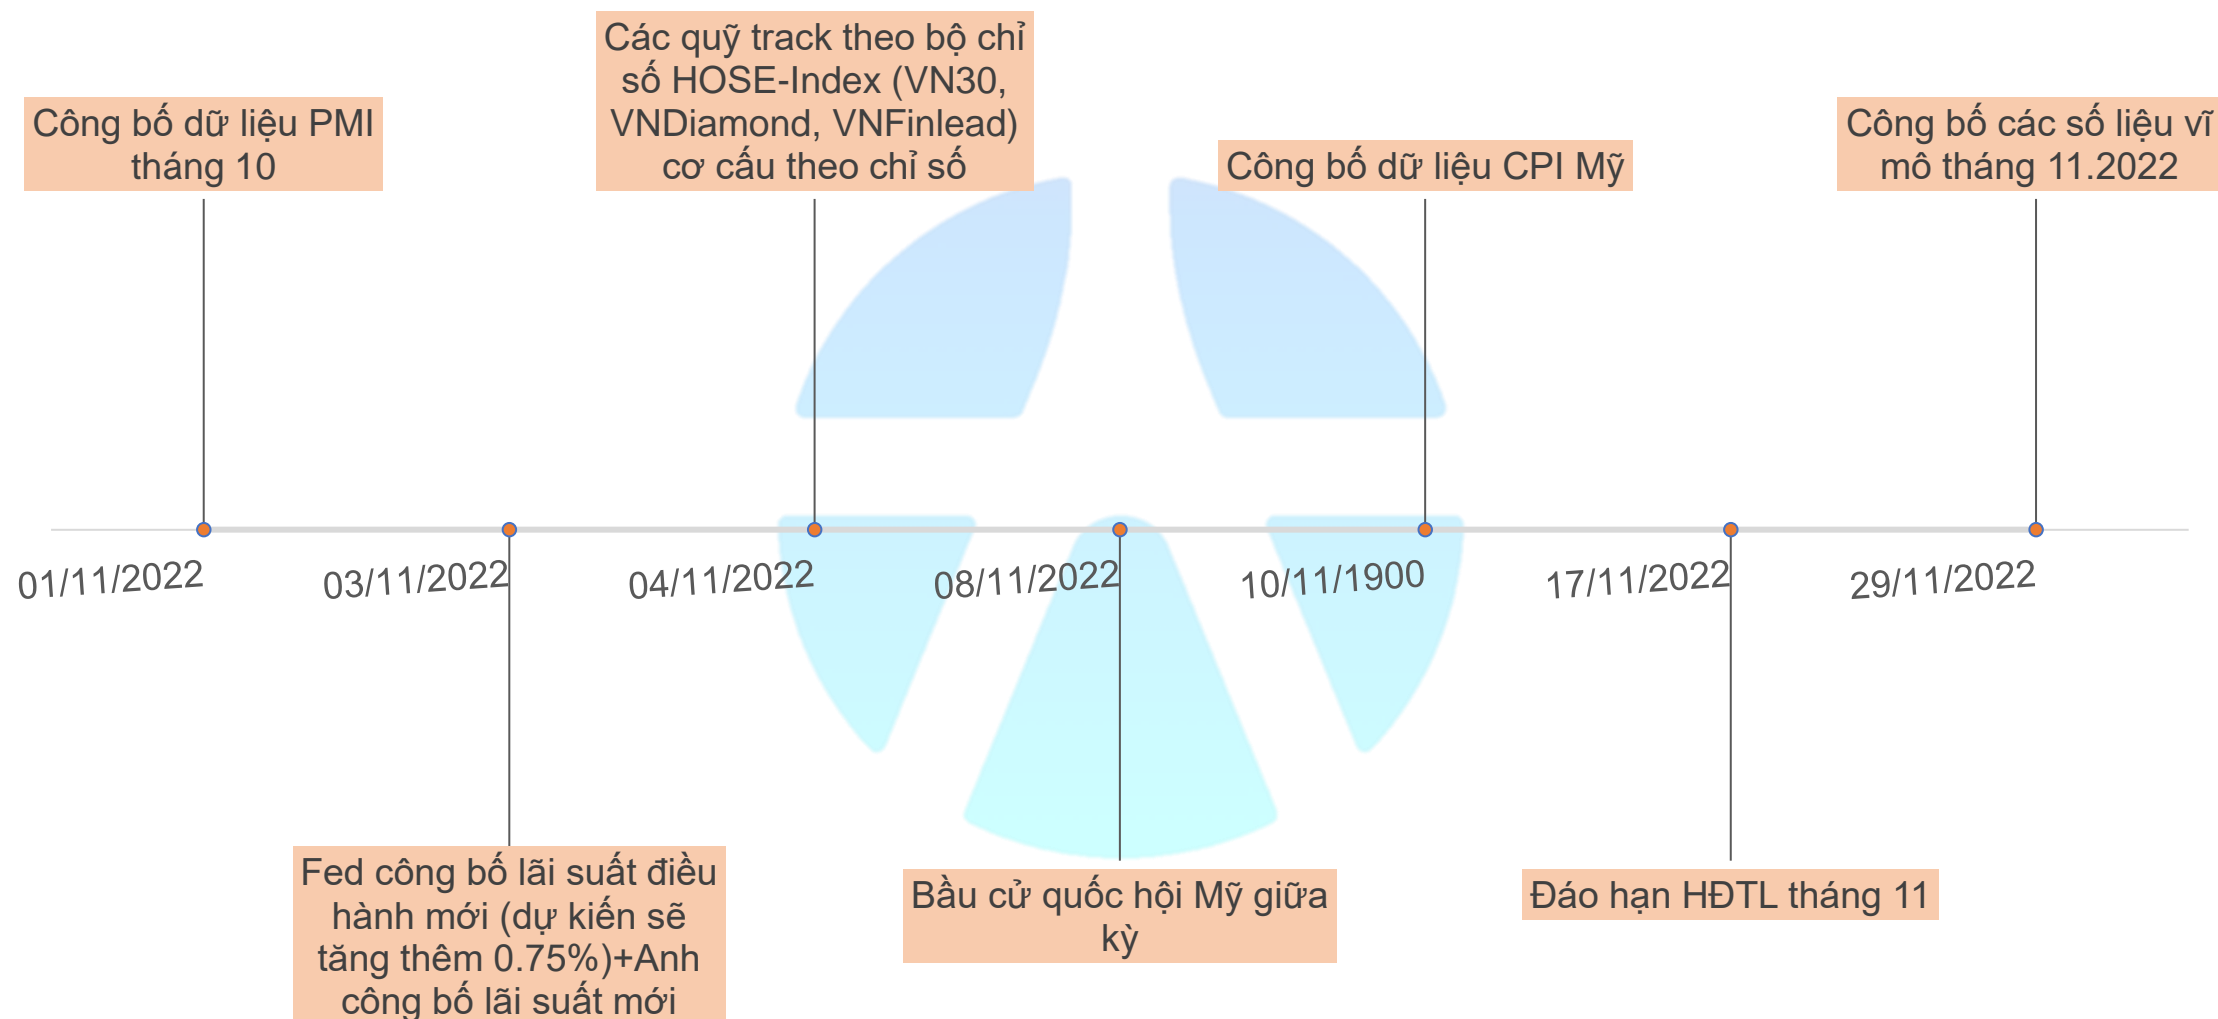 Các quỹ track theo bộ chỉ
số HOSE-Index (VN30,
VNDiamond, VNFinlead)
cơ cấu theo chỉ số
Công bố dữ liệu PMI
tháng 10
Công bố dữ liệu CPI Mỹ
Công bố các số liệu vĩ
mô tháng 11.2022
01/11/2022
03/11/2022
04/11/2022
08/11/2022
10/11/1900
17/11/2022
29/11/2022
Fed công bố lãi suất điều
hành mới (dự kiến sẽ
tăng thêm 0.75%)+Anh
công bố lãi suất mới
Bầu cử quốc hội Mỹ giữa
kỳ
Đáo hạn HĐTL tháng 11